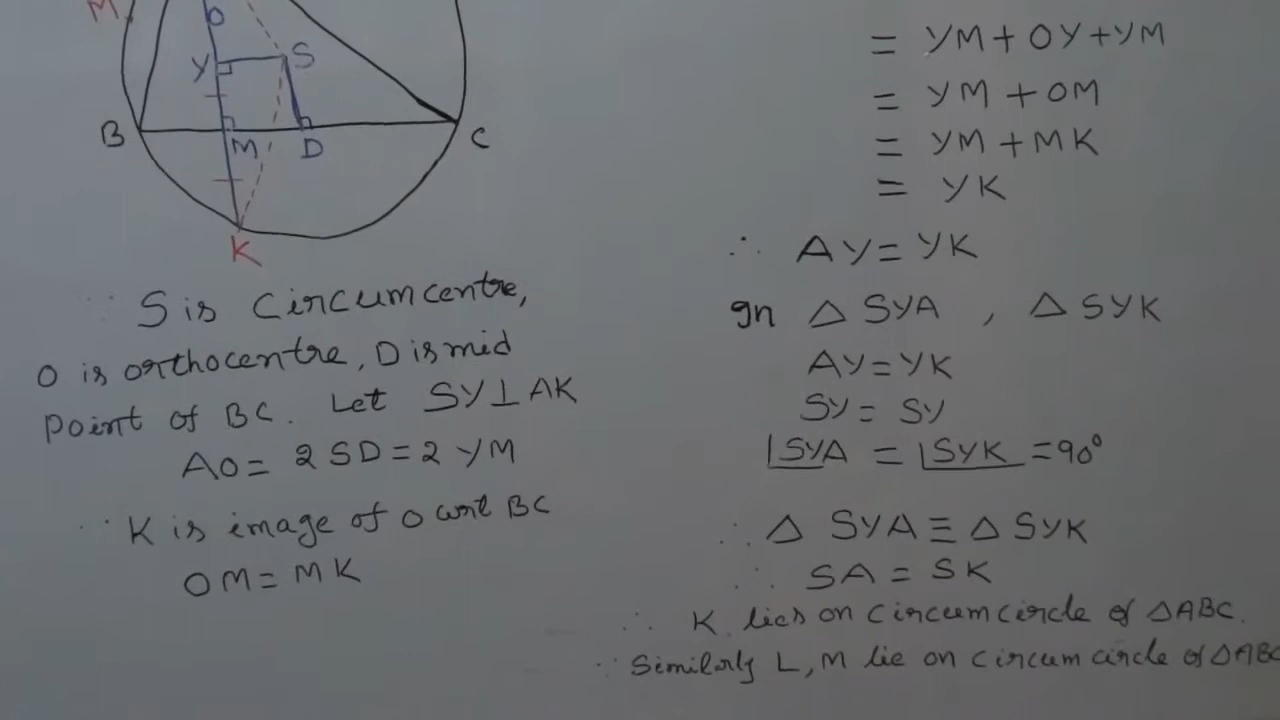 M
O
Y
S
B
M
D
C
K
∵ S is Circumcentre,
O is orthocentre, D is mid
point of BC. Let SY⊥AK
AO = 2 SD = 2 YM
∵ K is image of O wrt BC
OM = MK
= YM + OY + YM
= YM + OM
= YM + MK
= YK
∴ AY = YK
In △ SYA , △ SYK
AY = YK
SY = SY
∠SYA = ∠SYK = 90°
∴ △ SYA ≡ △ SYK
∴ SA = SK
∴ K lies on circumcircle of △ABC.
∵ Similarly L, M lie on circumcircle of △ABC